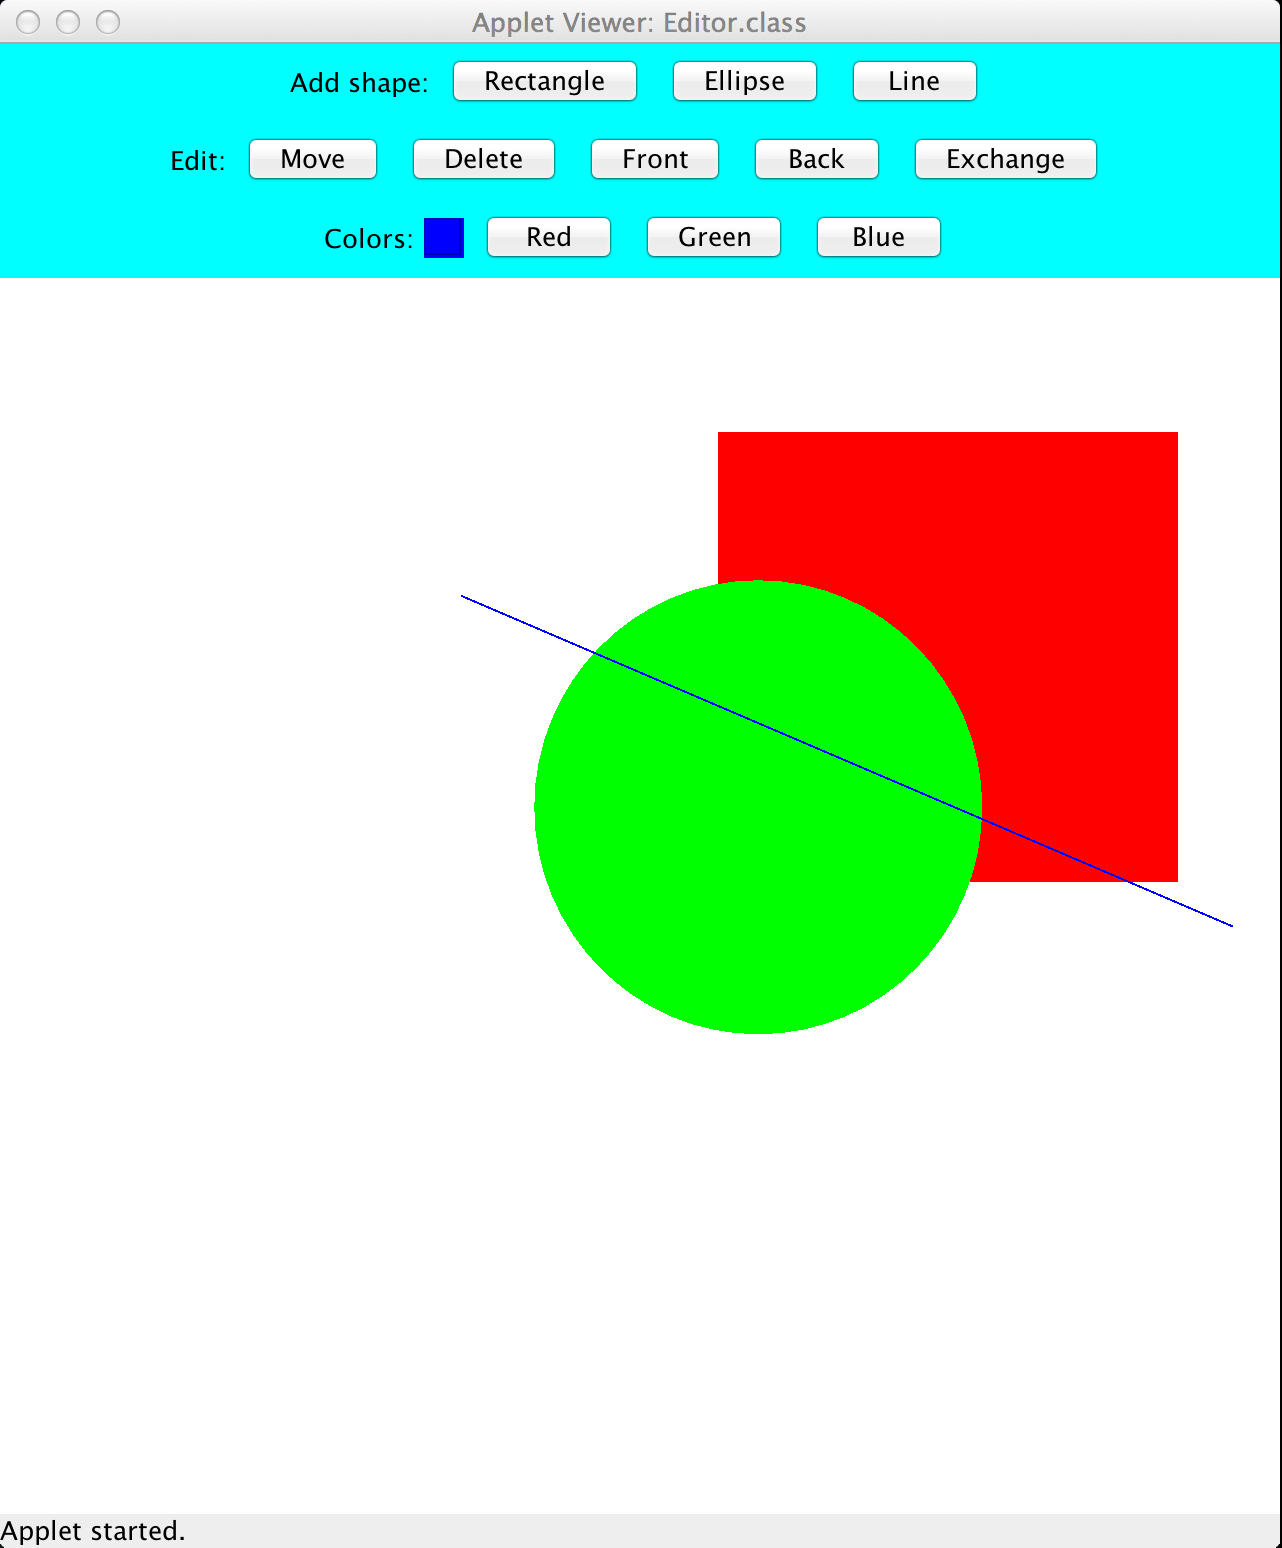 Applet Viewer: Editor.class
Add shape: Rectangle Ellipse Line
Edit: Move Delete Front Back Exchange
Colors: Red Green Blue
Applet started.